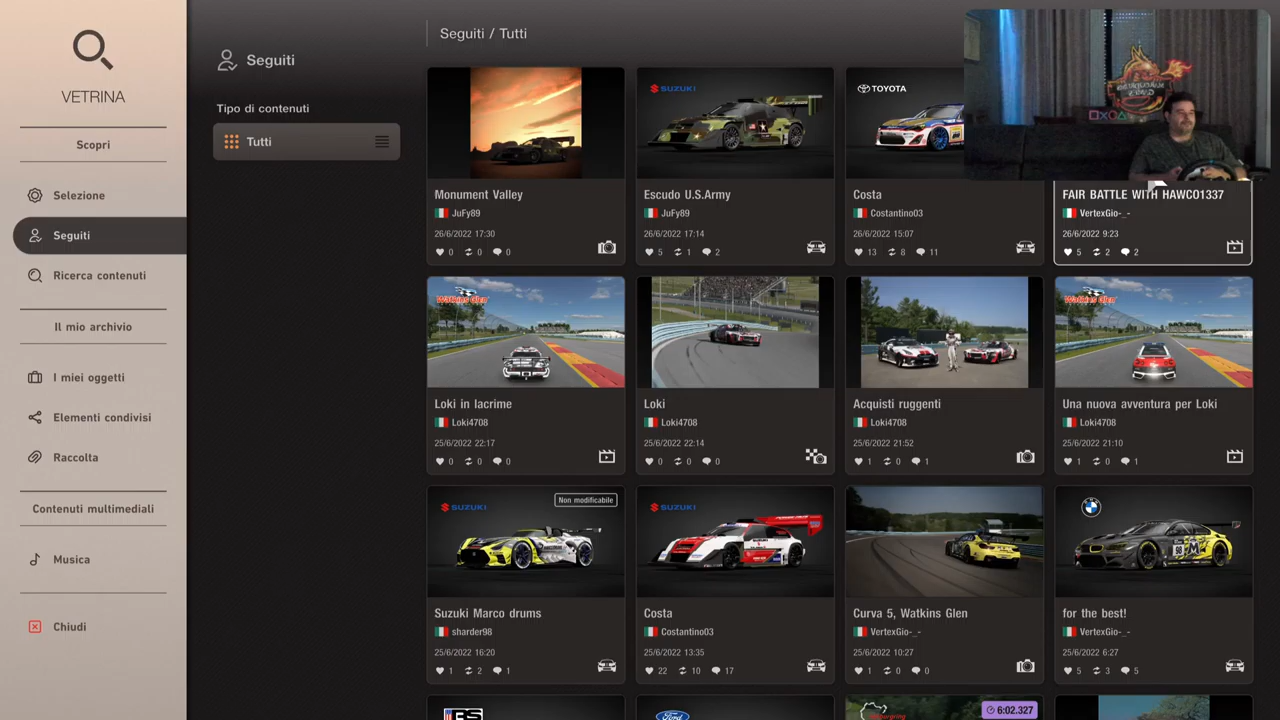 VETRINA
Scopri
Selezione
Seguiti
Ricerca contenuti
Il mio archivio
I miei oggetti
Elementi condivisi
Raccolta
Contenuti multimediali
Musica
Chiudi
Seguiti
Tipo di contenuti
Tutti
Seguiti / Tutti
Monument Valley
JuFy89
26/6/2022 17:30
0 0 0
SUZUKI
Escudo U.S.Army
JuFy89
26/6/2022 17:14
5 1 2
TOYOTA
Costa
Costantino03
26/6/2022 15:07
13 8 11
FAIR BATTLE WITH HAWCO1337
VertexGio-_-
26/6/2022 9:23
5 2 2
Watkins Glen
Loki in lacrime
Loki4708
25/6/2022 22:17
0 0 0
Loki
Loki4708
25/6/2022 22:14
0 0 0
Acquisti ruggenti
Loki4708
25/6/2022 21:52
1 0 1
Watkins Glen
Una nuova avventura per Loki
Loki4708
25/6/2022 21:10
1 0 1
SUZUKI
Non modificabile
Suzuki Marco drums
sharder98
25/6/2022 16:20
1 2 1
SUZUKI
Costa
Costantino03
25/6/2022 13:35
22 10 17
Curva 5, Watkins Glen
VertexGio-_-
25/6/2022 10:27
1 0 0
BMW
for the best!
VertexGio-_-
25/6/2022 6:27
5 3 5
Ford
6:02.327